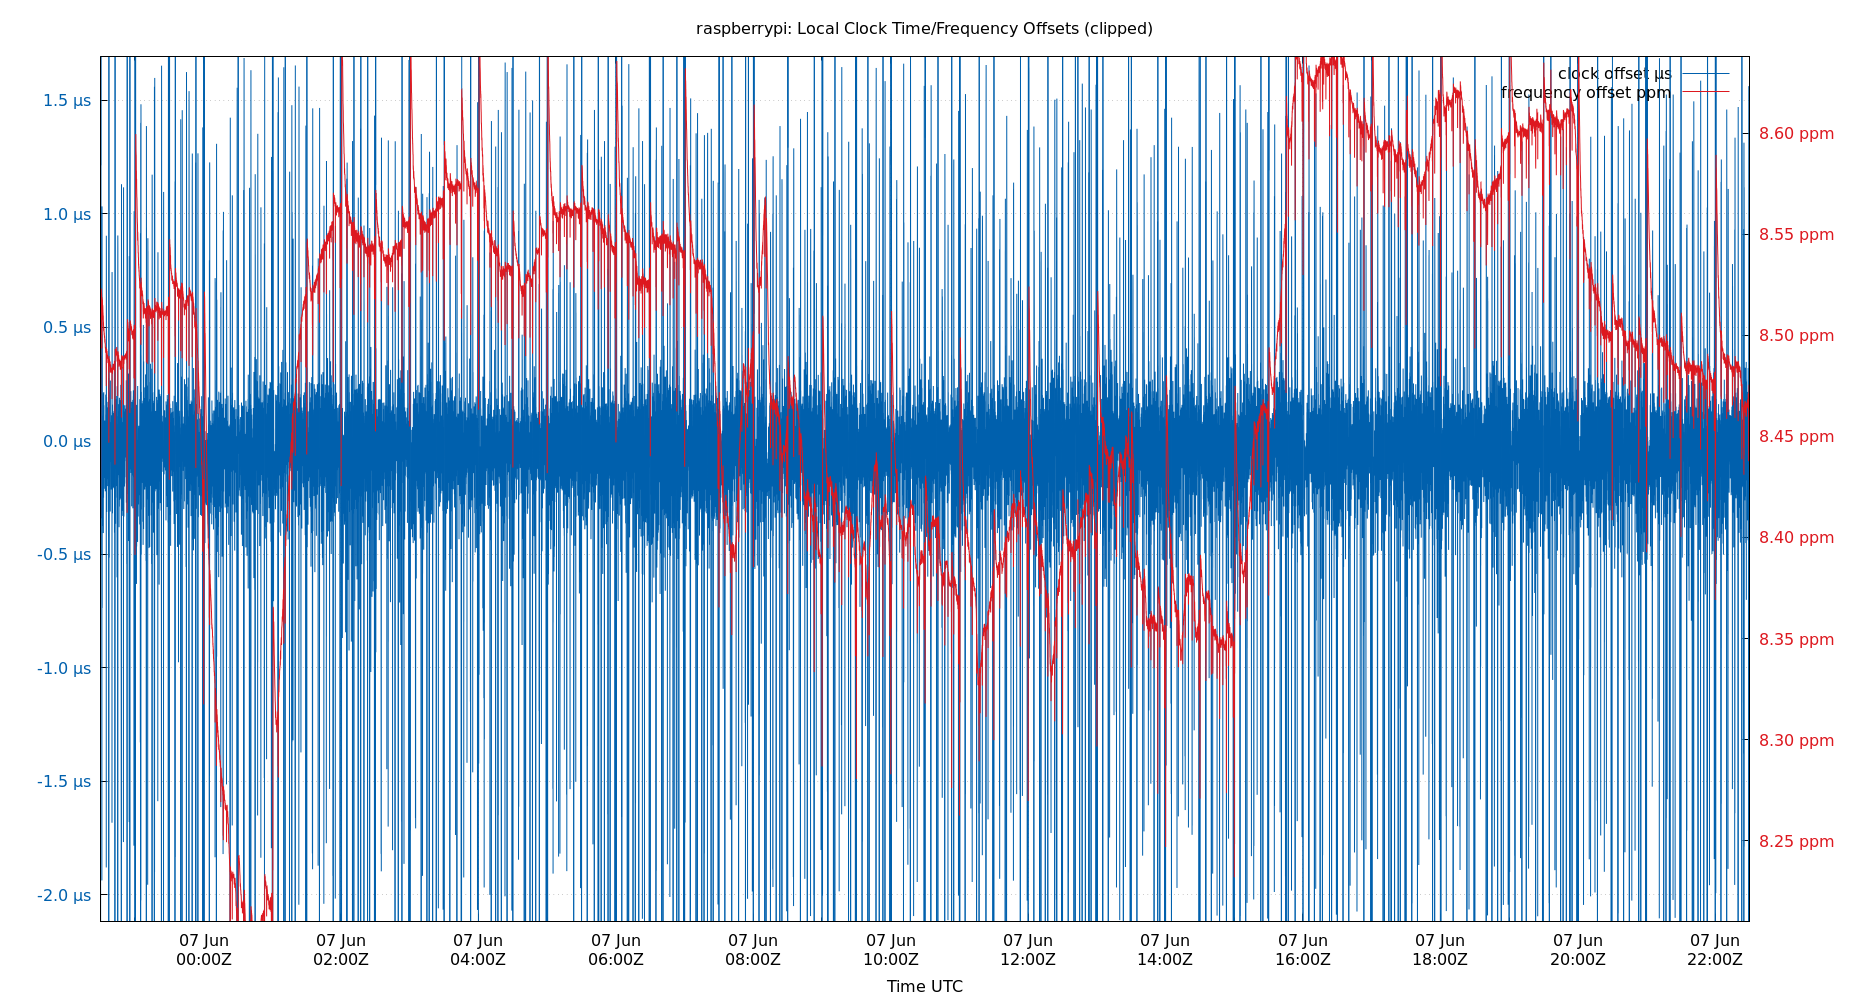 raspberrypi: Local Clock Time/Frequency Offsets (clipped)
clock offset µs
frequency offset ppm
1.5 µs
1.0 µs
0.5 µs
0.0 µs
-0.5 µs
-1.0 µs
-1.5 µs
-2.0 µs
8.60 ppm
8.55 ppm
8.50 ppm
8.45 ppm
8.40 ppm
8.35 ppm
8.30 ppm
8.25 ppm
07 Jun 07 Jun 07 Jun 07 Jun 07 Jun 07 Jun 07 Jun 07 Jun 07 Jun 07 Jun 07 Jun 07 Jun
00:00Z 02:00Z 04:00Z 06:00Z 08:00Z 10:00Z 12:00Z 14:00Z 16:00Z 18:00Z 20:00Z 22:00Z
Time UTC